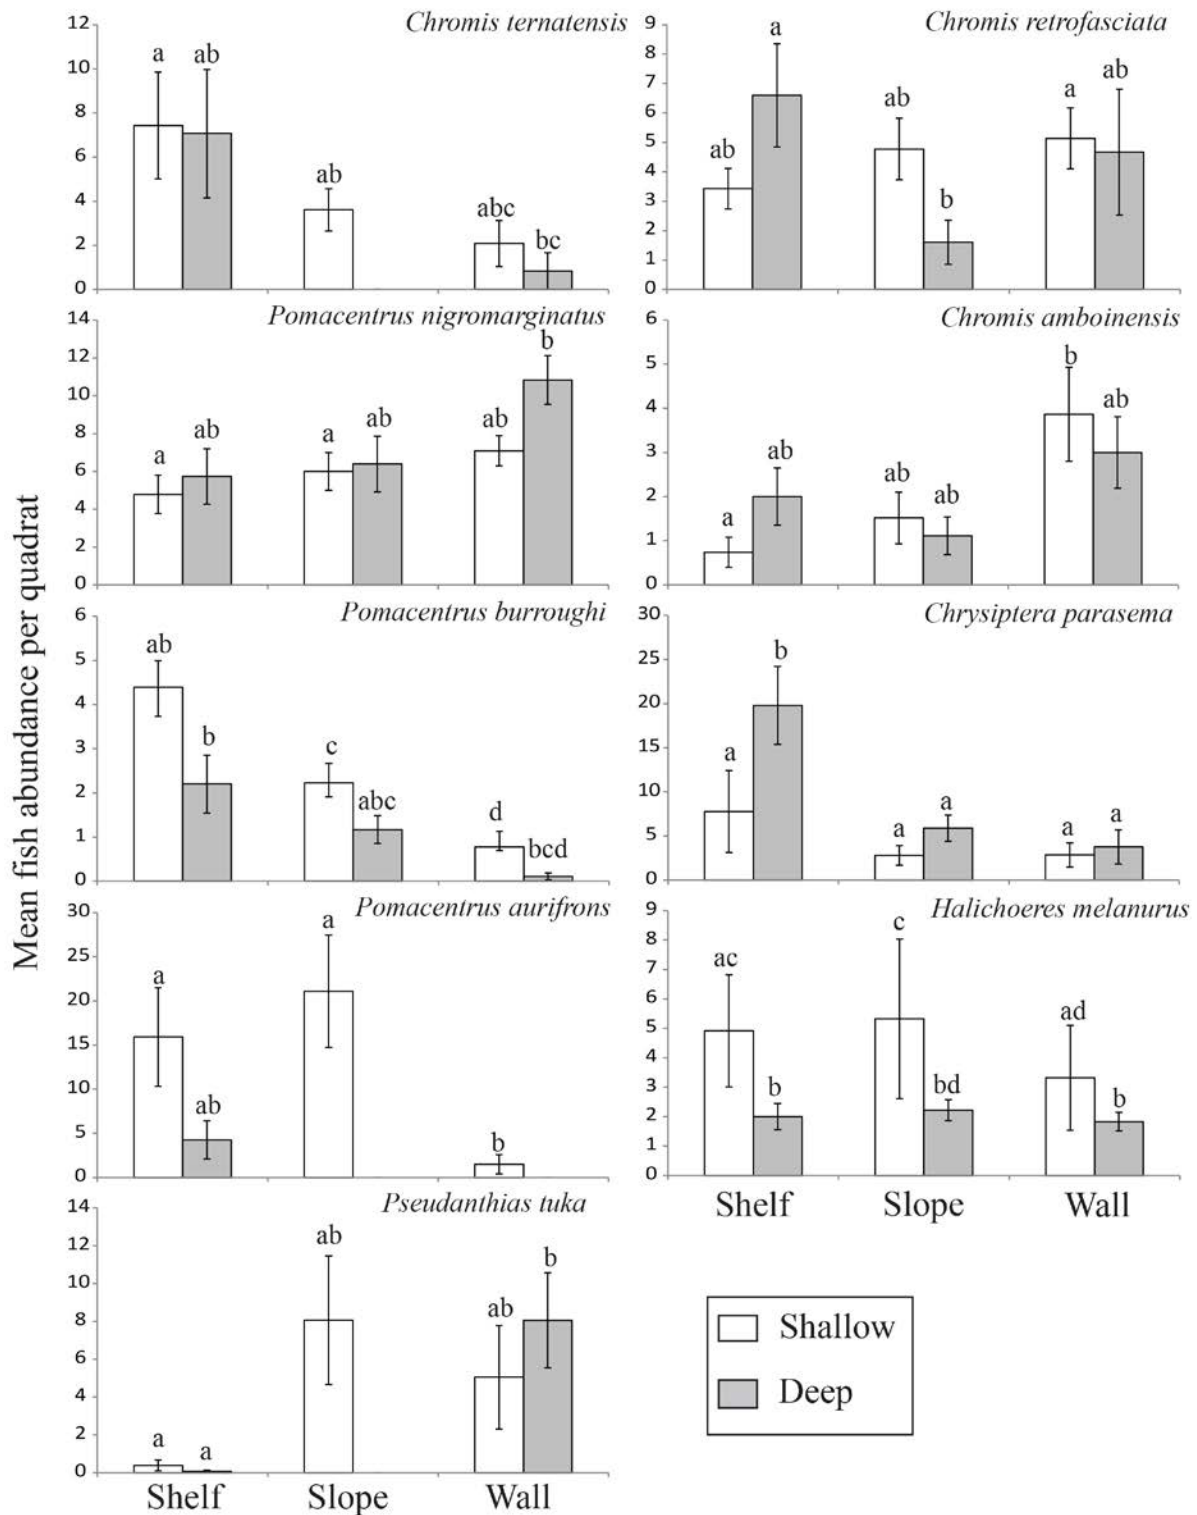 Mean fish abundance per quadrat
Chromis ternatensis
12
10
8
6
4
2
0
a
ab
ab
abc
bc
Chromis retrofasciata
9
8
7
6
5
4
3
2
1
0
ab
a
ab
b
a
ab
Pomacentrus nigromarginatus
14
12
10
8
6
4
2
0
a
ab
a
ab
ab
b
Chromis amboinensis
6
5
4
3
2
1
0
a
ab
ab
ab
b
ab
Pomacentrus burroughi
6
5
4
3
2
1
0
ab
b
c
abc
d
bcd
Chrysiptera parasema
30
25
20
15
10
5
0
a
b
a
a
a
a
Pomacentrus aurifrons
30
25
20
15
10
5
0
a
ab
a
b
Halichoeres melanurus
9
8
7
6
5
4
3
2
1
0
ac
b
c
bd
ad
b
Shelf Slope Wall
Pseudanthias tuka
14
12
10
8
6
4
2
0
a
a
ab
ab
b
Shelf Slope Wall
Shallow
Deep